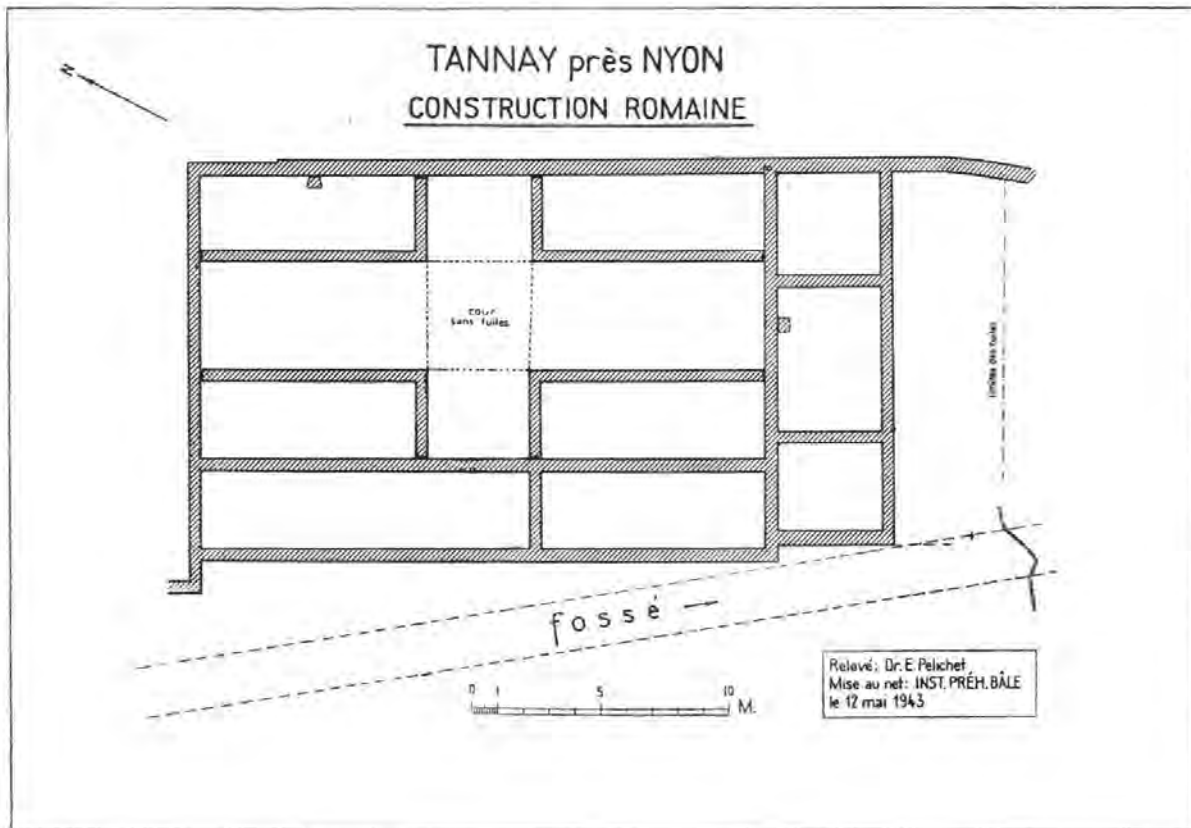 TANNAY près NYON
CONSTRUCTION ROMAINE
N
cour
sans tuiles
limites des tuiles
fossé
0 1 5 10
M.
Relevé: Dr. E. Pelichet
Mise au net: INST. PRÉH. BÂLE
le 12 mai 1943